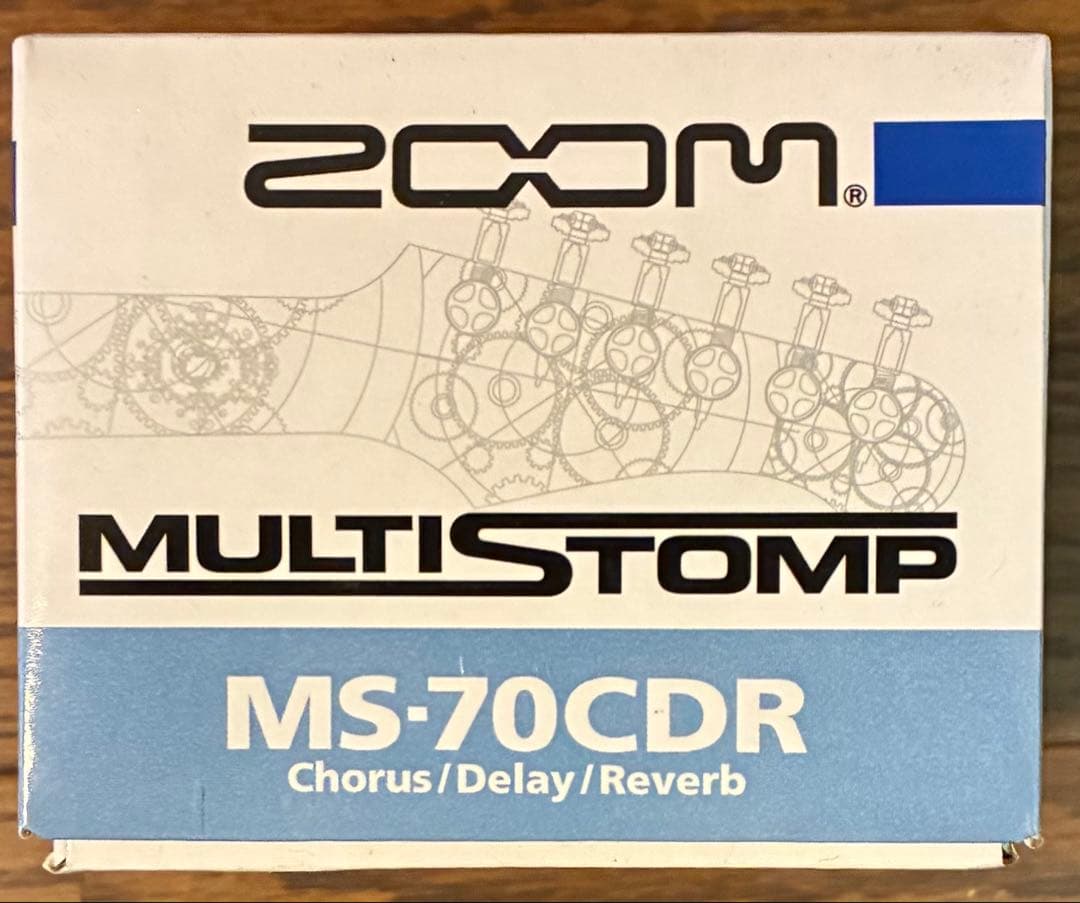 ZOOM®
MULTISTOMP
MS-70CDR
Chorus/Delay/Reverb